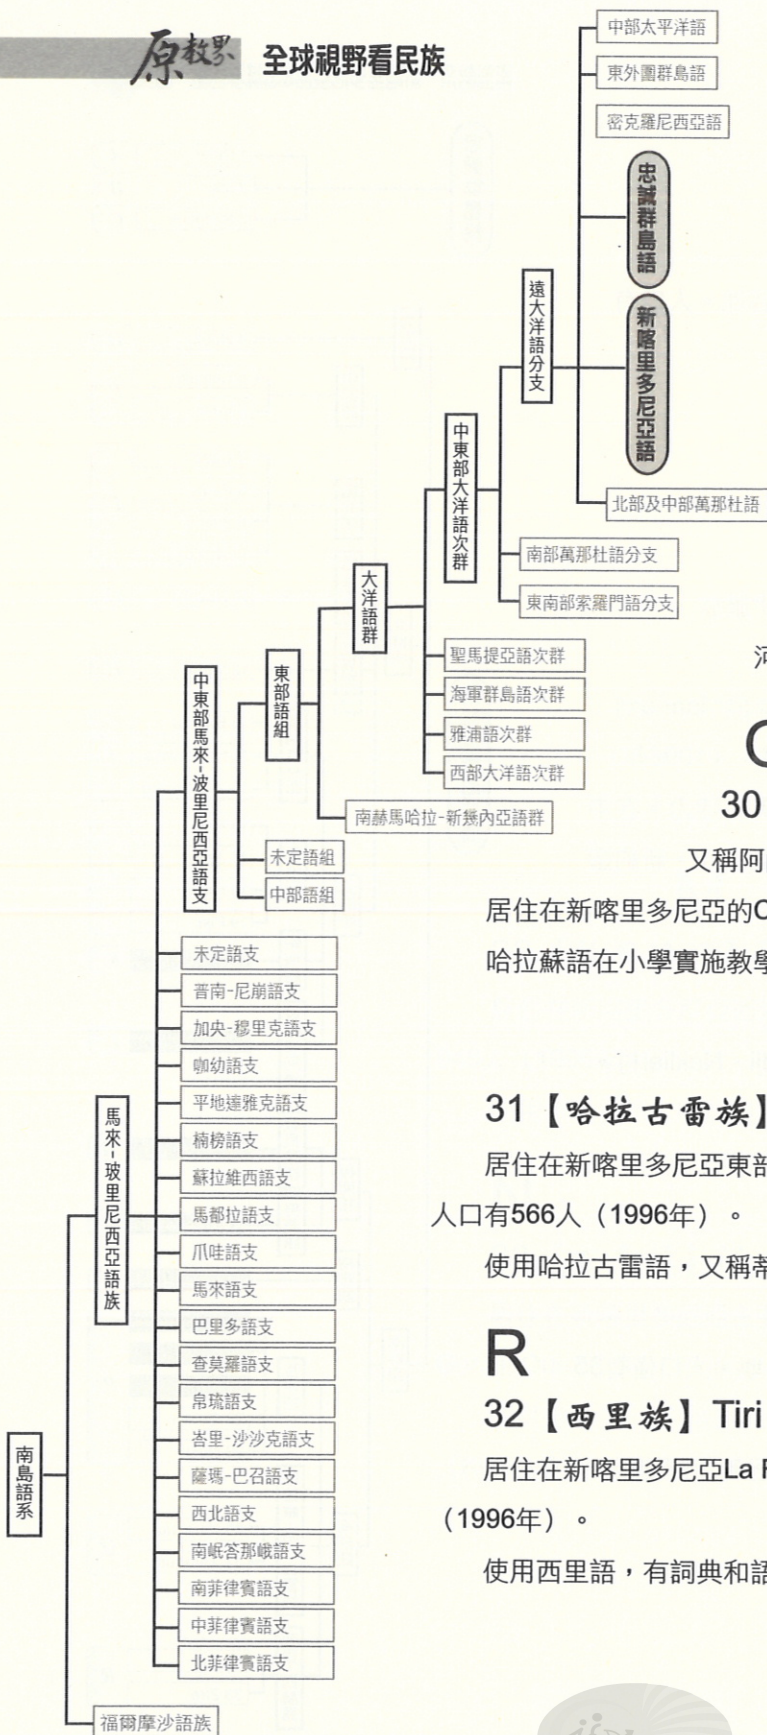 原教界 全球視野看民族
中部太平洋語
東外圍群島語
密克羅尼西亞語
忠誠群島語
新喀里多尼亞語
北部及中部萬那杜語
遠大洋語分支
中東部大洋語次群
南部萬那杜語分支
東南部索羅門語分支
大洋語群
聖馬提亞語次群
海軍群島語次群
雅浦語次群
西部大洋語次群
東部語組
南赫馬哈拉-新幾內亞語群
中東部馬來-波里尼西亞語支
未定語組
中部語組
未定語支
普南-尼崩語支
加央-穆里克語支
咖幼語支
平地達雅克語支
楠榜語支
蘇拉維西語支
馬都拉語支
爪哇語支
馬來語支
巴里多語支
查莫羅語支
帛琉語支
峇里-沙沙克語支
薩瑪-巴召語支
西北語支
南岷答那峨語支
南菲律賓語支
中菲律賓語支
北菲律賓語支
馬來-玻里尼西亞語族
南島語系
福爾摩沙語族
河
30
又稱阿
居住在新喀里多尼亞的
哈拉蘇語在小學實施教學
31【哈拉古雷族】
居住在新喀里多尼亞東部
人口有566人（1996年）。
使用哈拉古雷語，又稱蒂
R
32【西里族】Tiri
居住在新喀里多尼亞La F
（1996年）。
使用西里語，有詞典和語